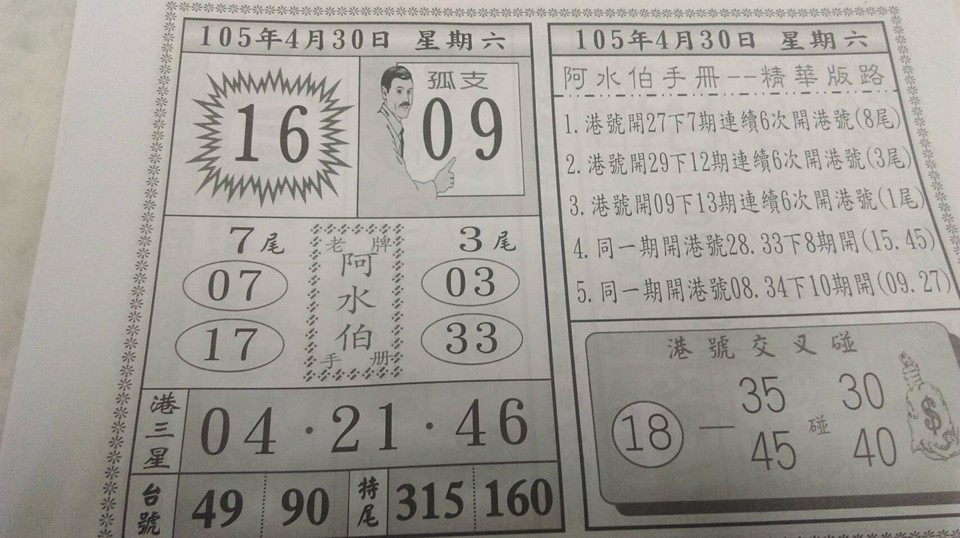 105年4月30日 星期六
16
孤支
09
7尾
07
17
老牌
阿水伯
手冊
3尾
03
33
港三星
04·21·46
台號
49 90
特尾
315 160
105年4月30日 星期六
阿水伯手冊--精華版路
1.港號開27下7期連續6次開港號(8尾)
2.港號開29下12期連續6次開港號(3尾)
3.港號開09下13期連續6次開港號(1尾)
4.同一期開港號28.33下8期開(15.45)
5.同一期開港號08.34下10期開(09.27)
港號交叉碰
35 30
18 — 碰
45 40
$